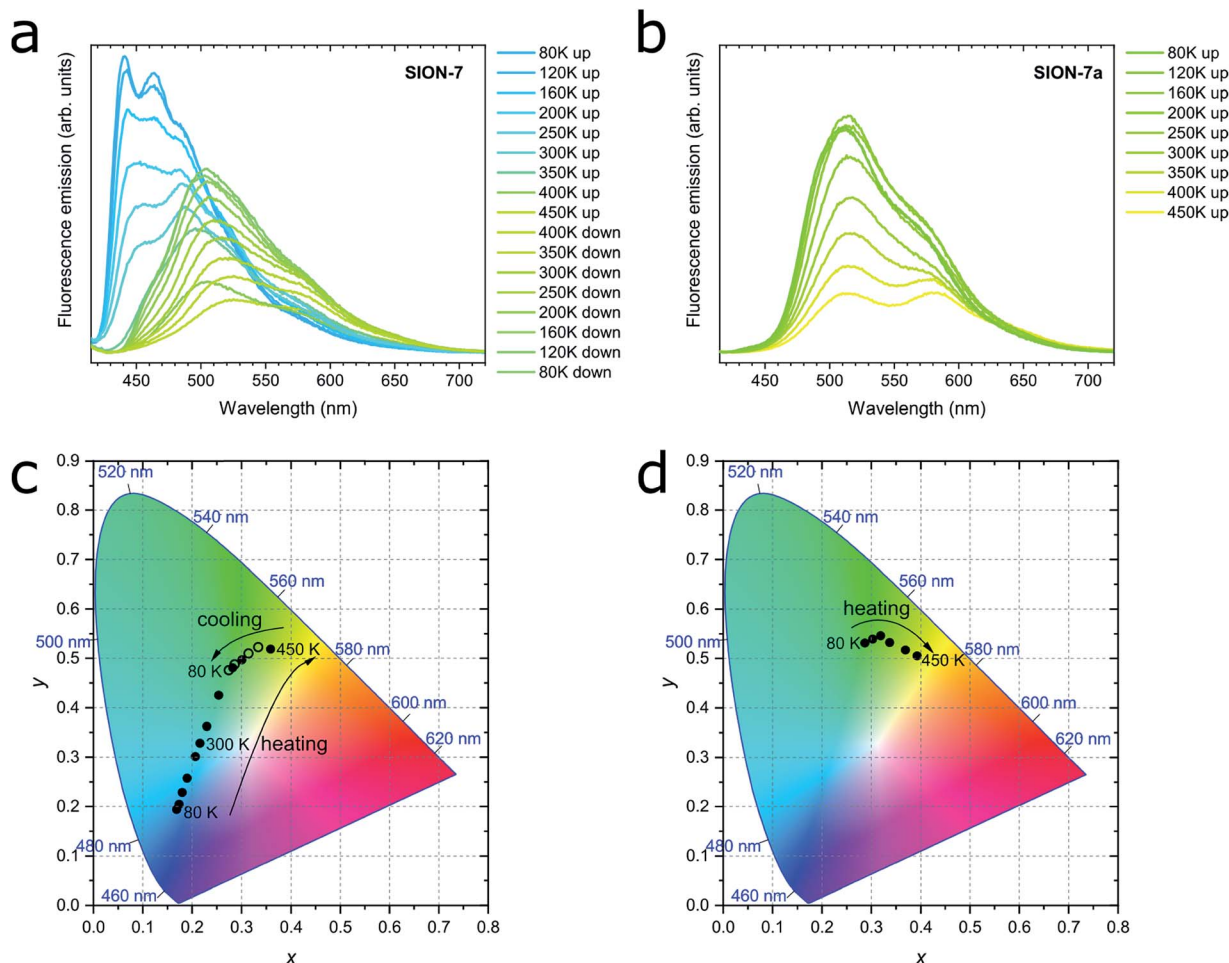 a
Fluorescence emission (arb. units)
SION-7
80K up
120K up
160K up
200K up
250K up
300K up
350K up
400K up
450K up
400K down
350K down
300K down
250K down
200K down
160K down
120K down
80K down
450 500 550 600 650 700
Wavelength (nm)
b
Fluorescence emission (arb. units)
SION-7a
80K up
120K up
160K up
200K up
250K up
300K up
350K up
400K up
450K up
450 500 550 600 650 700
Wavelength (nm)
c
y
0.9
0.8
0.7
0.6
0.5
0.4
0.3
0.2
0.1
0.0
520 nm
540 nm
560 nm
500 nm
580 nm
600 nm
620 nm
480 nm
460 nm
cooling
450 K
80 K
300 K
heating
80 K
0.0 0.1 0.2 0.3 0.4 0.5 0.6 0.7 0.8
x
d
y
0.9
0.8
0.7
0.6
0.5
0.4
0.3
0.2
0.1
0.0
520 nm
540 nm
560 nm
500 nm
580 nm
600 nm
620 nm
480 nm
460 nm
heating
80 K
450 K
0.0 0.1 0.2 0.3 0.4 0.5 0.6 0.7 0.8
x